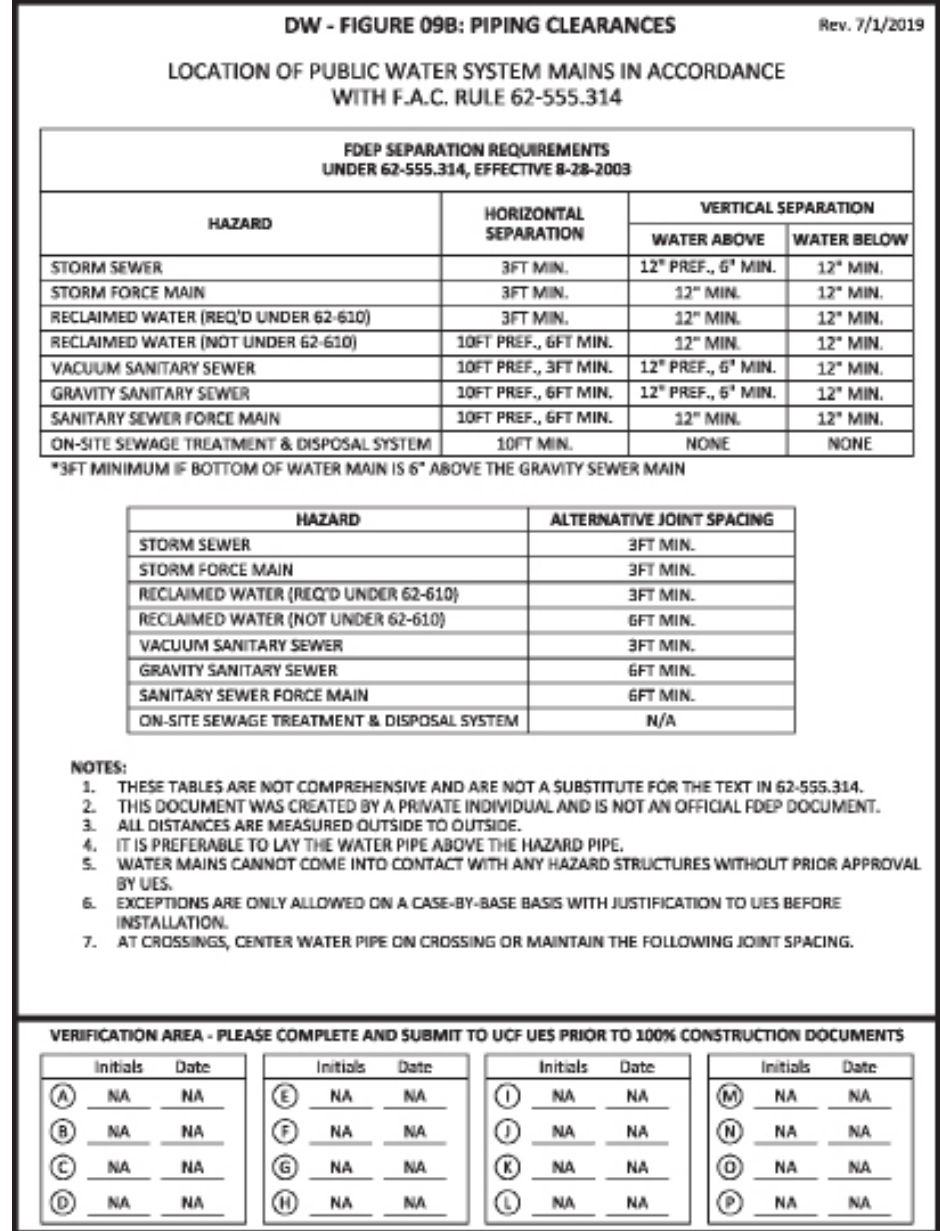 DW - FIGURE 09B: PIPING CLEARANCES Rev. 7/1/2019
LOCATION OF PUBLIC WATER SYSTEM MAINS IN ACCORDANCE
WITH F.A.C. RULE 62-555.314
FDEP SEPARATION REQUIREMENTS
UNDER 62-555.314, EFFECTIVE 8-28-2003
HAZARD HORIZONTAL SEPARATION VERTICAL SEPARATION
WATER ABOVE WATER BELOW
STORM SEWER 3FT MIN. 12" PREF., 6" MIN. 12" MIN.
STORM FORCE MAIN 3FT MIN. 12" MIN. 12" MIN.
RECLAIMED WATER (REQ'D UNDER 62-610) 3FT MIN. 12" MIN. 12" MIN.
RECLAIMED WATER (NOT UNDER 62-610) 10FT PREF., 6FT MIN. 12" MIN. 12" MIN.
VACUUM SANITARY SEWER 10FT PREF., 3FT MIN. 12" PREF., 6" MIN. 12" MIN.
GRAVITY SANITARY SEWER 10FT PREF., 6FT MIN. 12" PREF., 6" MIN. 12" MIN.
SANITARY SEWER FORCE MAIN 10FT PREF., 6FT MIN. 12" MIN. 12" MIN.
ON-SITE SEWAGE TREATMENT & DISPOSAL SYSTEM 10FT MIN. NONE NONE
*3FT MINIMUM IF BOTTOM OF WATER MAIN IS 6" ABOVE THE GRAVITY SEWER MAIN
HAZARD ALTERNATIVE JOINT SPACING
STORM SEWER 3FT MIN.
STORM FORCE MAIN 3FT MIN.
RECLAIMED WATER (REQ'D UNDER 62-610) 3FT MIN.
RECLAIMED WATER (NOT UNDER 62-610) 6FT MIN.
VACUUM SANITARY SEWER 3FT MIN.
GRAVITY SANITARY SEWER 6FT MIN.
SANITARY SEWER FORCE MAIN 6FT MIN.
ON-SITE SEWAGE TREATMENT & DISPOSAL SYSTEM N/A
NOTES:
1. THESE TABLES ARE NOT COMPREHENSIVE AND ARE NOT A SUBSTITUTE FOR THE TEXT IN 62-555.314.
2. THIS DOCUMENT WAS CREATED BY A PRIVATE INDIVIDUAL AND IS NOT AN OFFICIAL FDEP DOCUMENT.
3. ALL DISTANCES ARE MEASURED OUTSIDE TO OUTSIDE.
4. IT IS PREFERABLE TO LAY THE WATER PIPE ABOVE THE HAZARD PIPE.
5. WATER MAINS CANNOT COME INTO CONTACT WITH ANY HAZARD STRUCTURES WITHOUT PRIOR APPROVAL
BY UES.
6. EXCEPTIONS ARE ONLY ALLOWED ON A CASE-BY-BASE BASIS WITH JUSTIFICATION TO UES BEFORE
INSTALLATION.
7. AT CROSSINGS, CENTER WATER PIPE ON CROSSING OR MAINTAIN THE FOLLOWING JOINT SPACING.
VERIFICATION AREA - PLEASE COMPLETE AND SUBMIT TO UCF UES PRIOR TO 100% CONSTRUCTION DOCUMENTS
Initials Date Initials Date Initials Date Initials Date
A NA NA E NA NA I NA NA M NA NA
B NA NA F NA NA J NA NA N NA NA
C NA NA G NA NA K NA NA O NA NA
D NA NA H NA NA L NA NA P NA NA